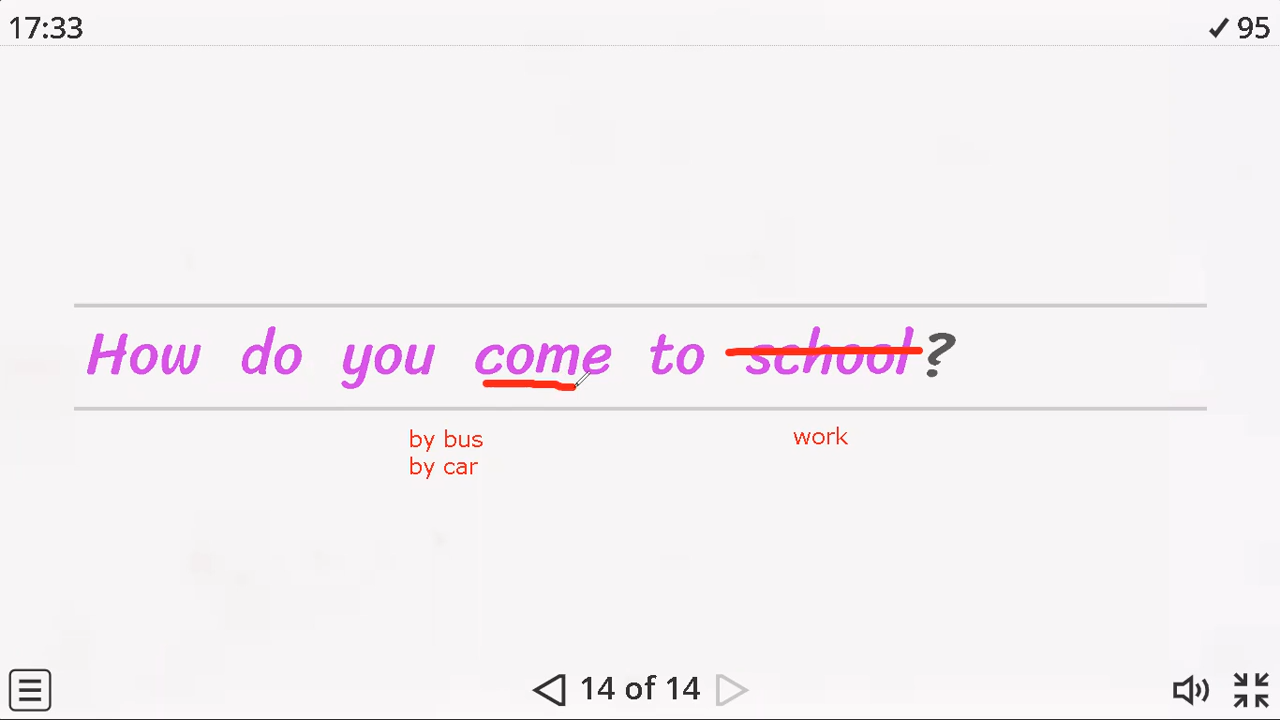 17:33
✓ 95
How do you come to school?
by bus
work
by car
14 of 14